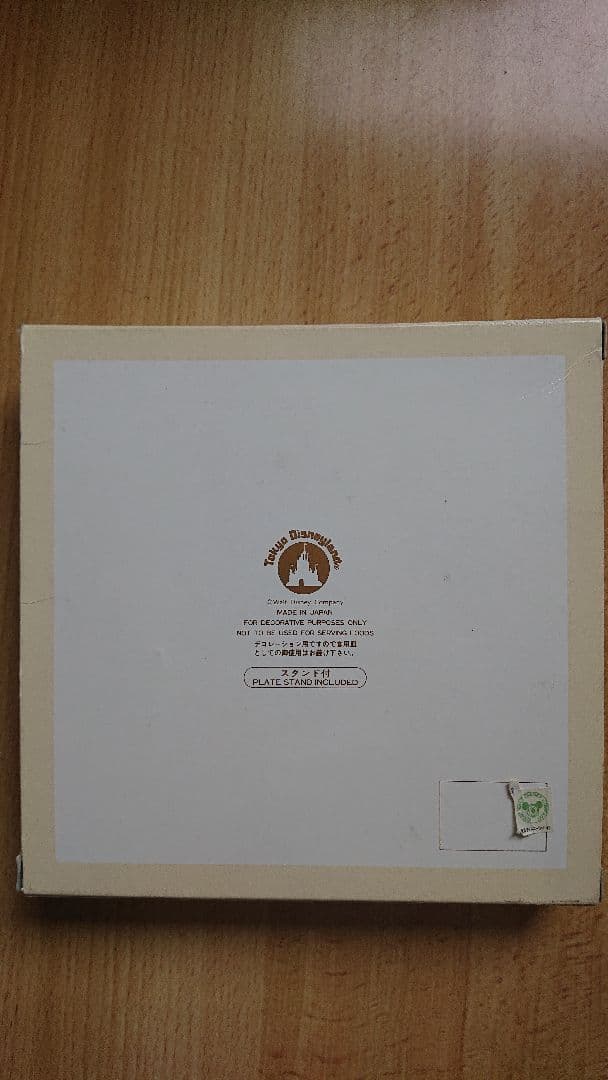 Tokyo Disneyland®
©Walt Disney Company
MADE IN JAPAN
FOR DECORATIVE PURPOSES ONLY
NOT TO BE USED FOR SERVING FOODS
デコレーション用ですので食用皿
としての御使用はお避け下さい。
スタンド付
PLATE STAND INCLUDED